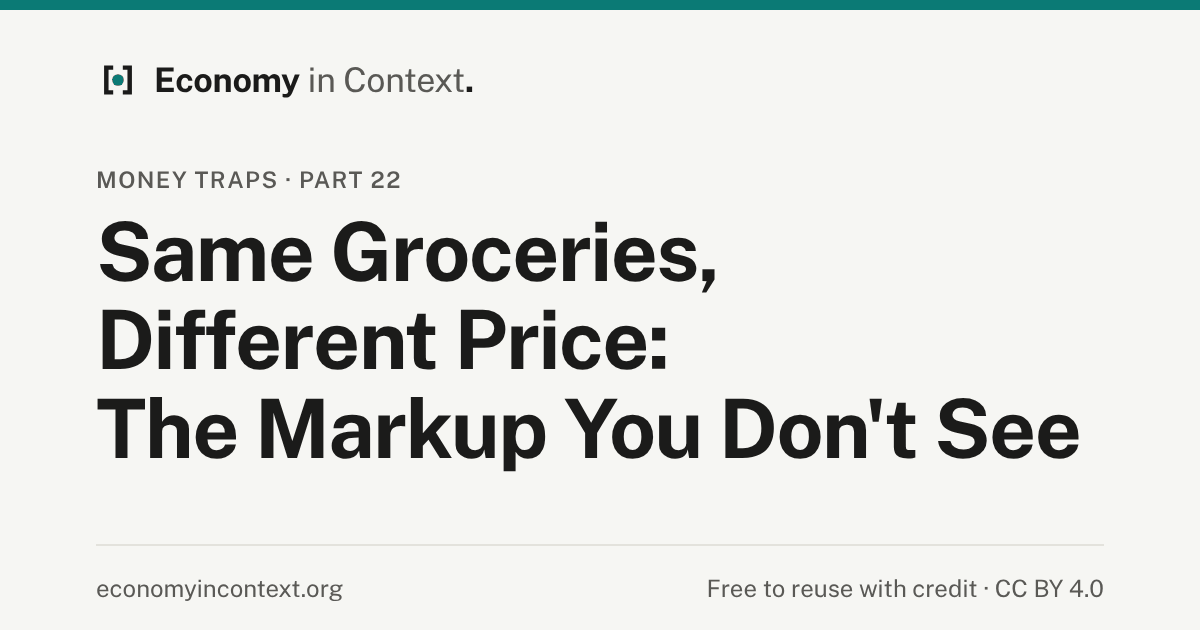 Economy in Context.
MONEY TRAPS · PART 22
Same Groceries,
Different Price:
The Markup You Don't See
economyincontext.org
Free to reuse with credit · CC BY 4.0